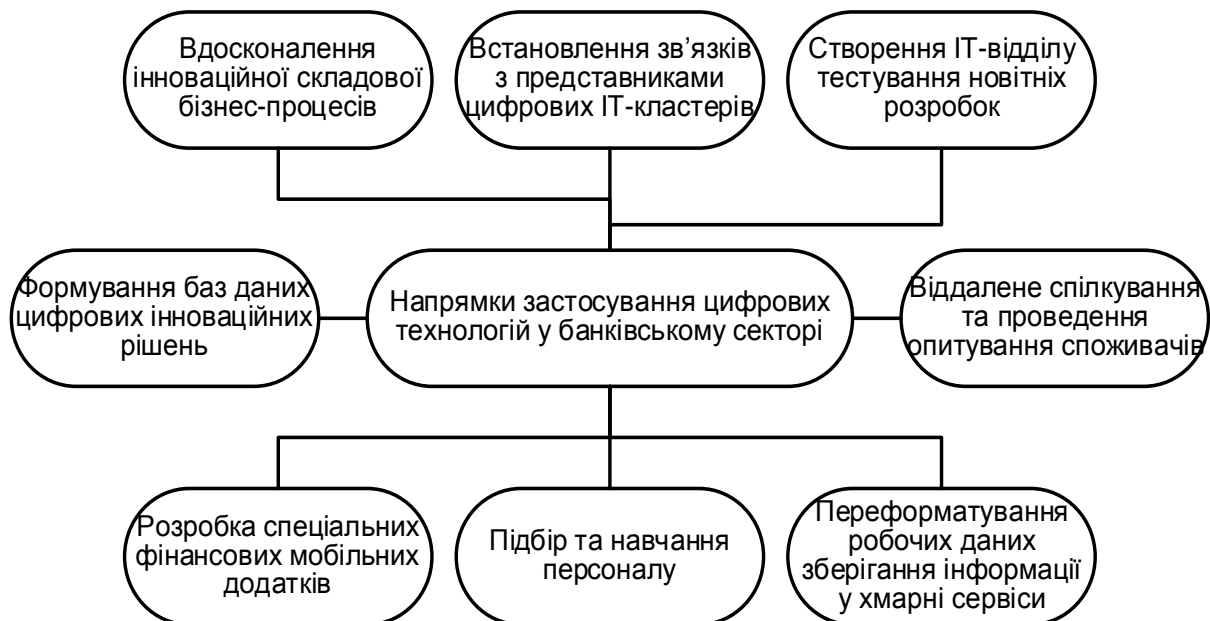 Вдосконалення
інноваційної складової
бізнес-процесів
Встановлення зв’язків
з представниками
цифрових ІТ-кластерів
Створення ІТ-відділу
тестування новітніх
розробок
Формування баз даних
цифрових інноваційних
рішень
Напрямки застосування цифрових
технологій у банківському секторі
Віддалене спілкування
та проведення
опитування споживачів
Розробка спеціальних
фінансових мобільних
додатків
Підбір та навчання
персоналу
Переформатування
робочих даних
зберігання інформації
у хмарні сервіси